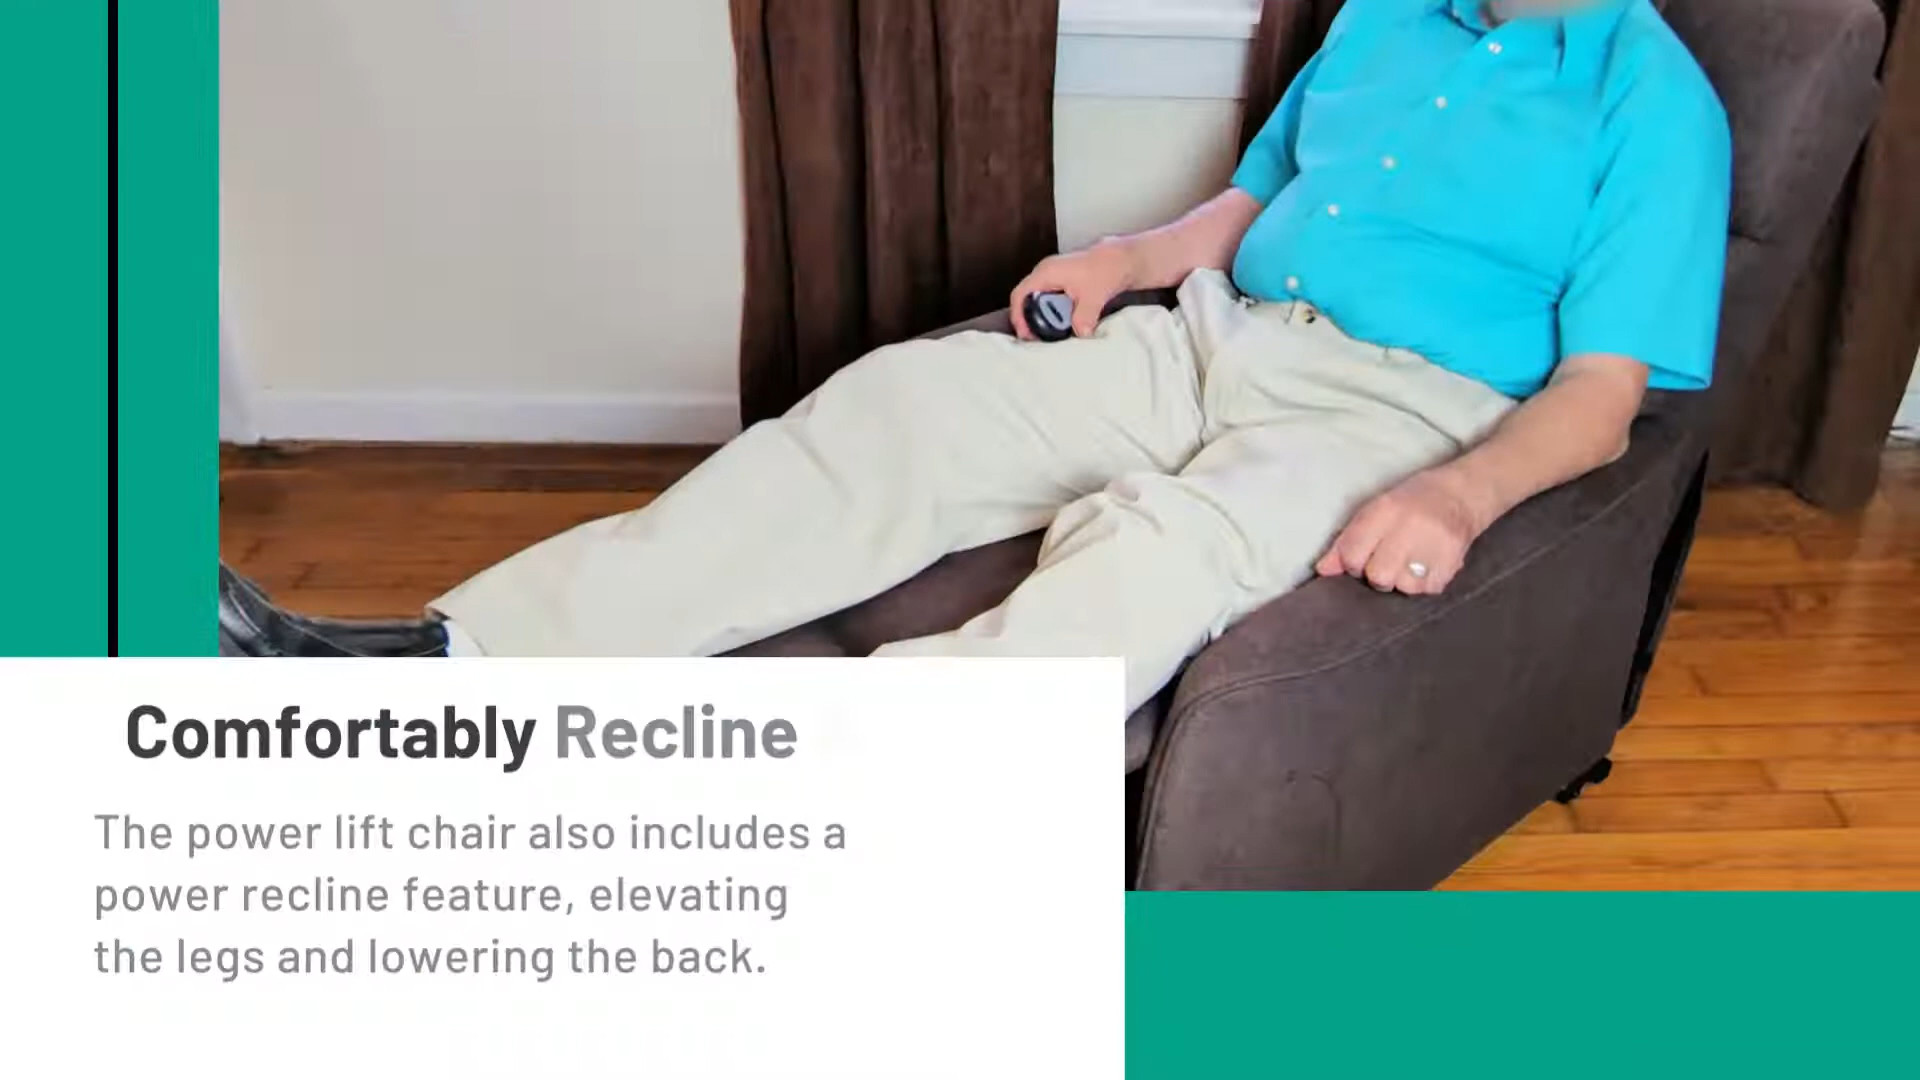 Comfortably Recline
The power lift chair also includes a
power recline feature, elevating
the legs and lowering the back.